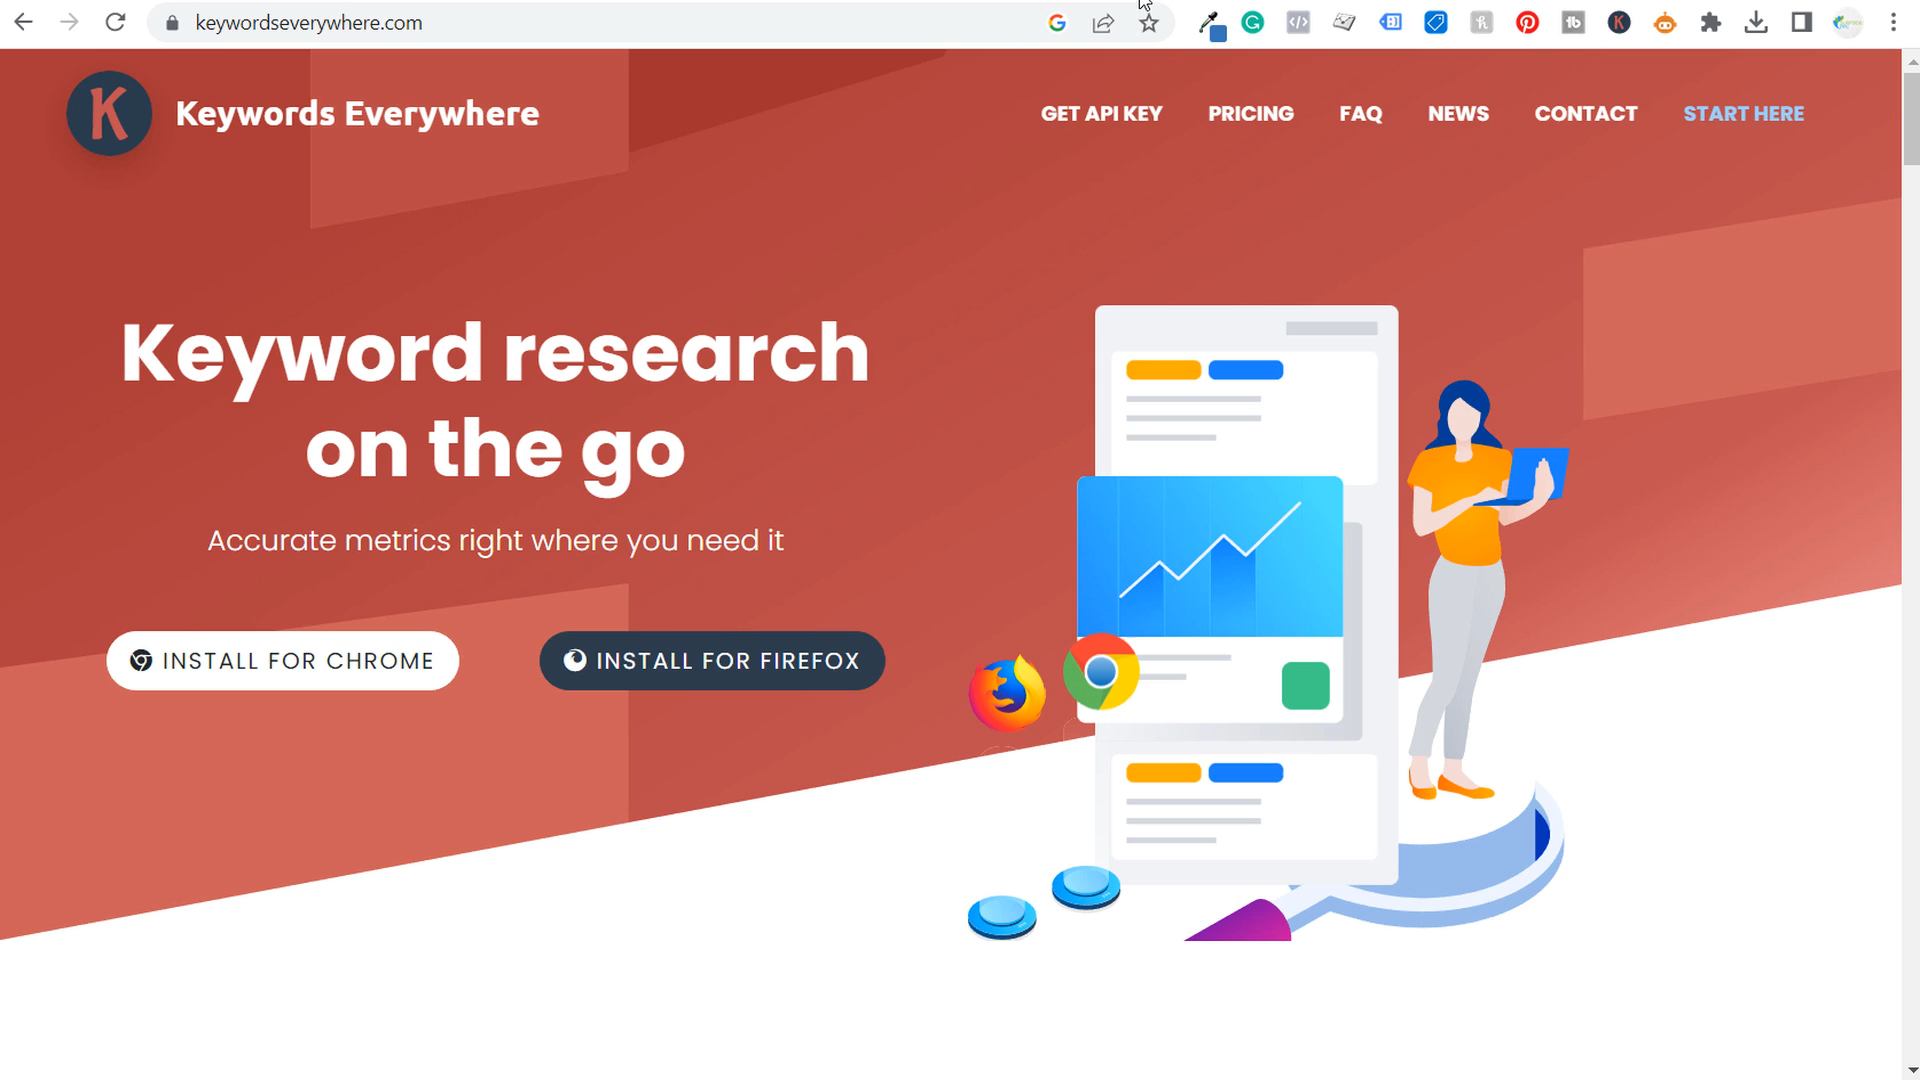 keywordseverywhere.com
K
Keywords Everywhere
GET API KEY
PRICING
FAQ
NEWS
CONTACT
START HERE
Keyword research
on the go
Accurate metrics right where you need it
INSTALL FOR CHROME
INSTALL FOR FIREFOX